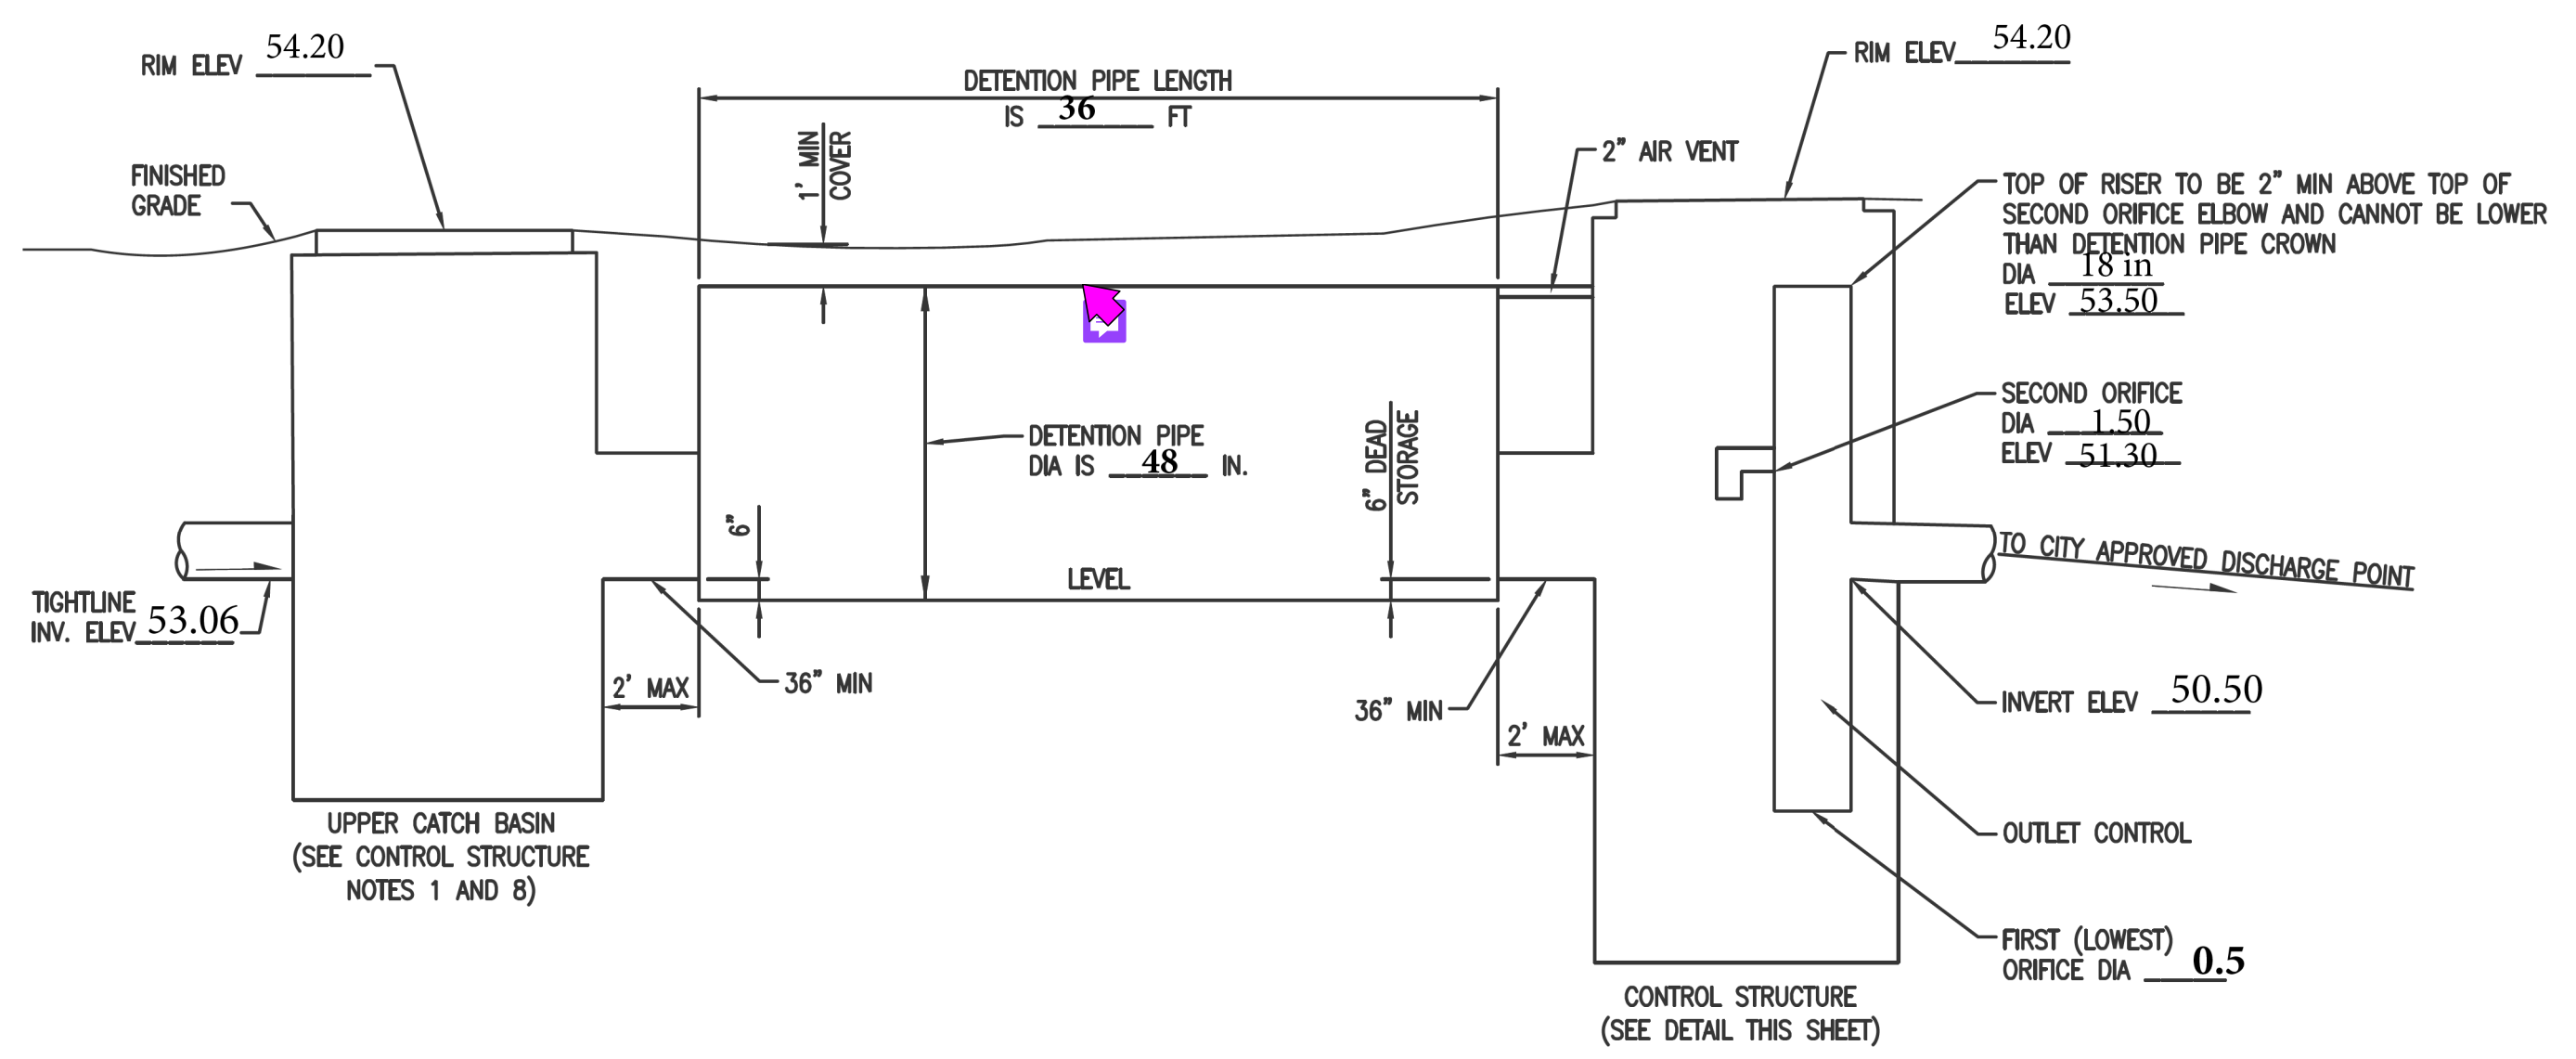 RIM ELEV 54.20
FINISHED
GRADE
DETENTION PIPE LENGTH
IS 36 FT
1' MIN
COVER
2" AIR VENT
RIM ELEV 54.20
TOP OF RISER TO BE 2" MIN ABOVE TOP OF
SECOND ORIFICE ELBOW AND CANNOT BE LOWER
THAN DETENTION PIPE CROWN
DIA 18 in
ELEV 53.50
SECOND ORIFICE
DIA 1.50
ELEV 51.30
DETENTION PIPE
DIA IS 48 IN.
6" DEAD
STORAGE
6"
LEVEL
TO CITY APPROVED DISCHARGE POINT
TIGHTLINE
INV. ELEV 53.06
2' MAX
36" MIN
36" MIN
2' MAX
INVERT ELEV 50.50
OUTLET CONTROL
UPPER CATCH BASIN
(SEE CONTROL STRUCTURE
NOTES 1 AND 8)
FIRST (LOWEST)
ORIFICE DIA 0.5
CONTROL STRUCTURE
(SEE DETAIL THIS SHEET)